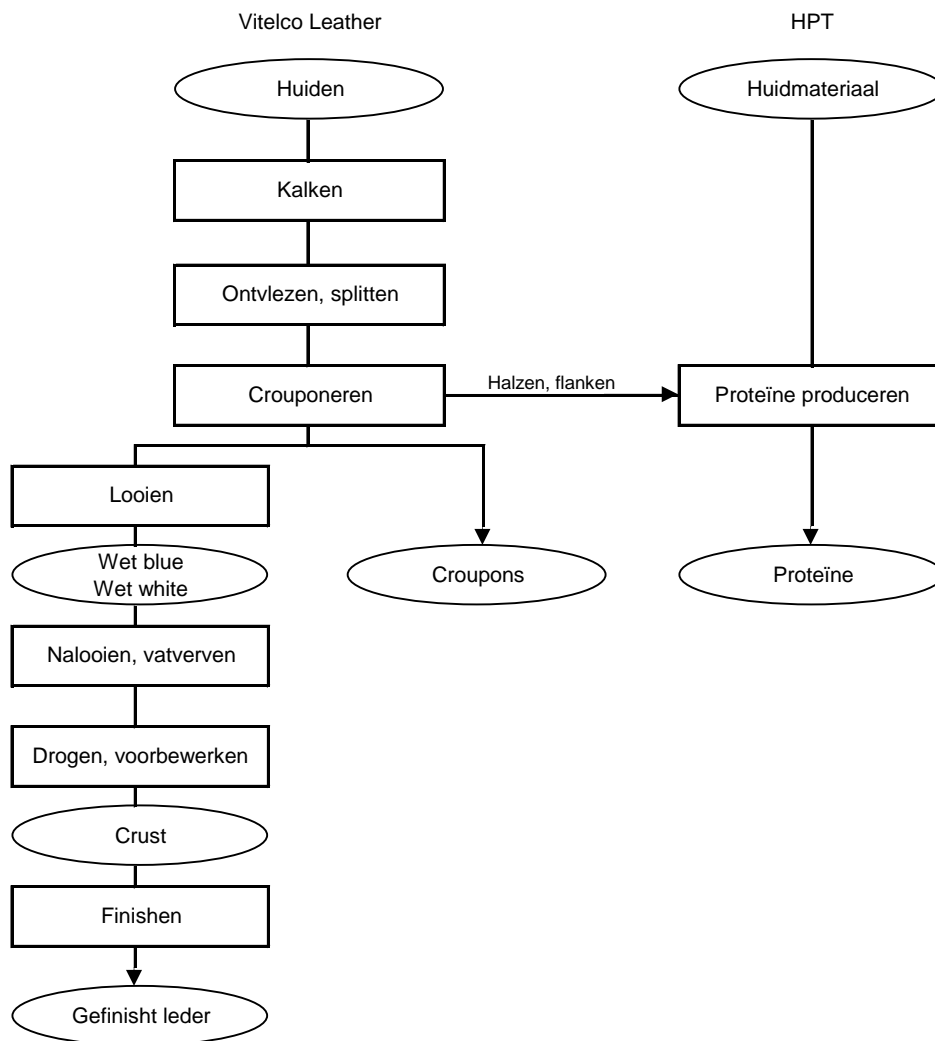 Vitelco Leather
HPT
Huiden
Huidmateriaal
Kalken
Ontvlezen, splitten
Crouponeren
Halzen, flanken
Proteïne produceren
Looien
Wet blue
Wet white
Croupons
Proteïne
Nalooien, vatverven
Drogen, voorbewerken
Crust
Finishen
Gefinisht leder